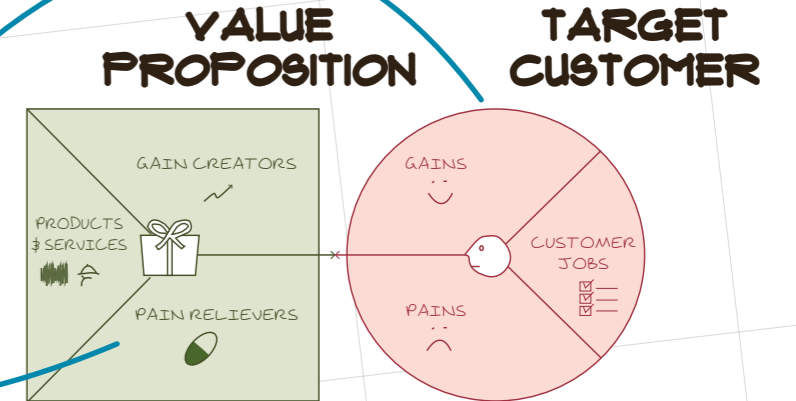 VALUE
PROPOSITION
TARGET
CUSTOMER
GAIN CREATORS
PRODUCTS
& SERVICES
PAIN RELIEVERS
GAINS
CUSTOMER
JOBS
PAINS